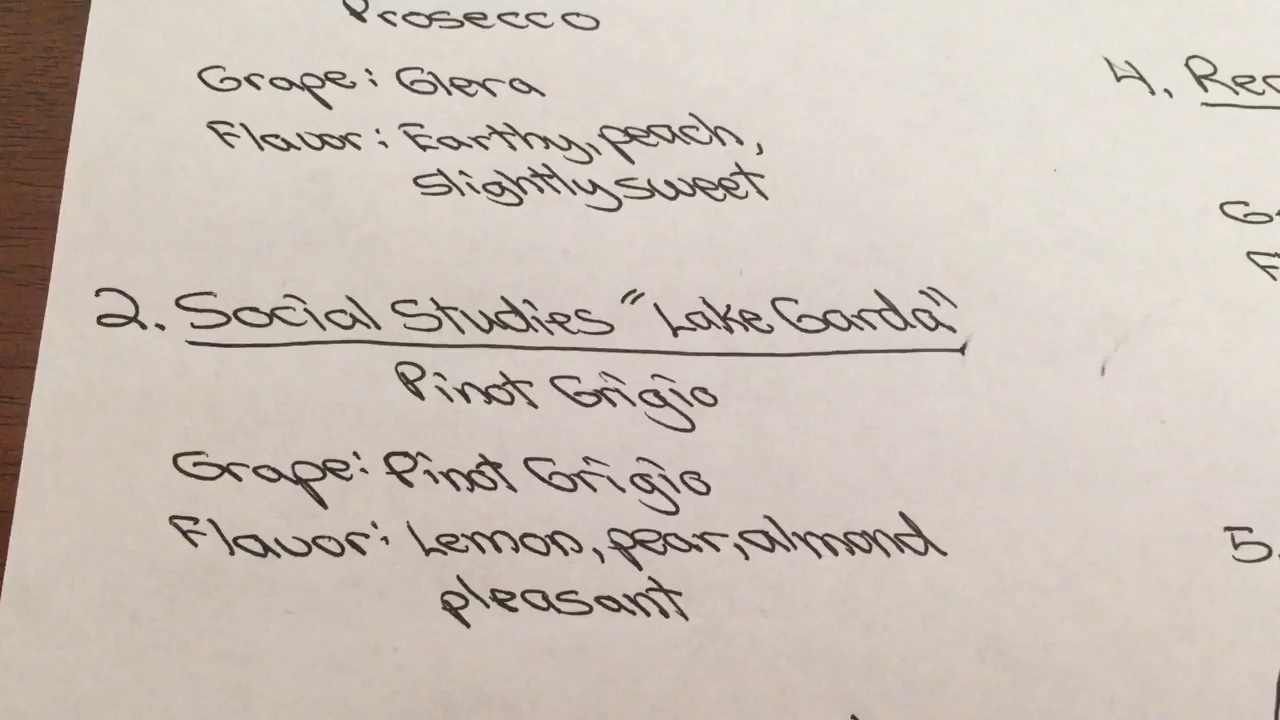 Prosecco
Grape: Glera
Flavor: Earthy, peach,
slightly sweet
2. Social Studies "Lake Garda"
Pinot Grigio
Grape: Pinot Grigio
Flavor: Lemon, pear, almond
pleasant
4.
5.